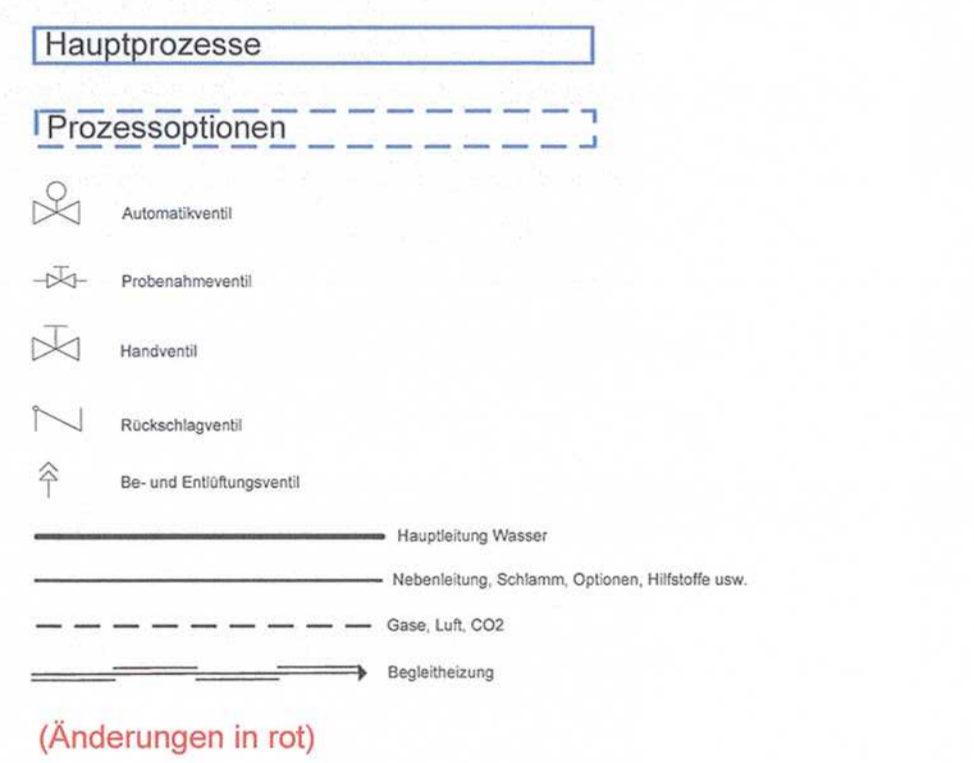 Hauptprozesse
Prozessoptionen
Automatikventil
Probenahmeventil
Handventil
Rückschlagventil
Be- und Entlüftungsventil
Hauptleitung Wasser
Nebenleitung, Schlamm, Optionen, Hilfstoffe usw.
Gase, Luft, CO2
Begleitheizung
(Änderungen in rot)